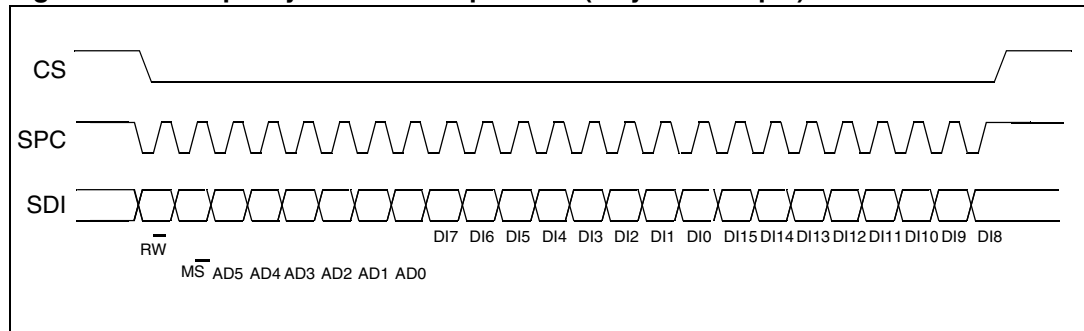 CS
SPC
SDI
RW
DI7 DI6 DI5 DI4 DI3 DI2 DI1 DI0 DI15 DI14 DI13 DI12 DI11 DI10 DI9 DI8
MS AD5 AD4 AD3 AD2 AD1 AD0